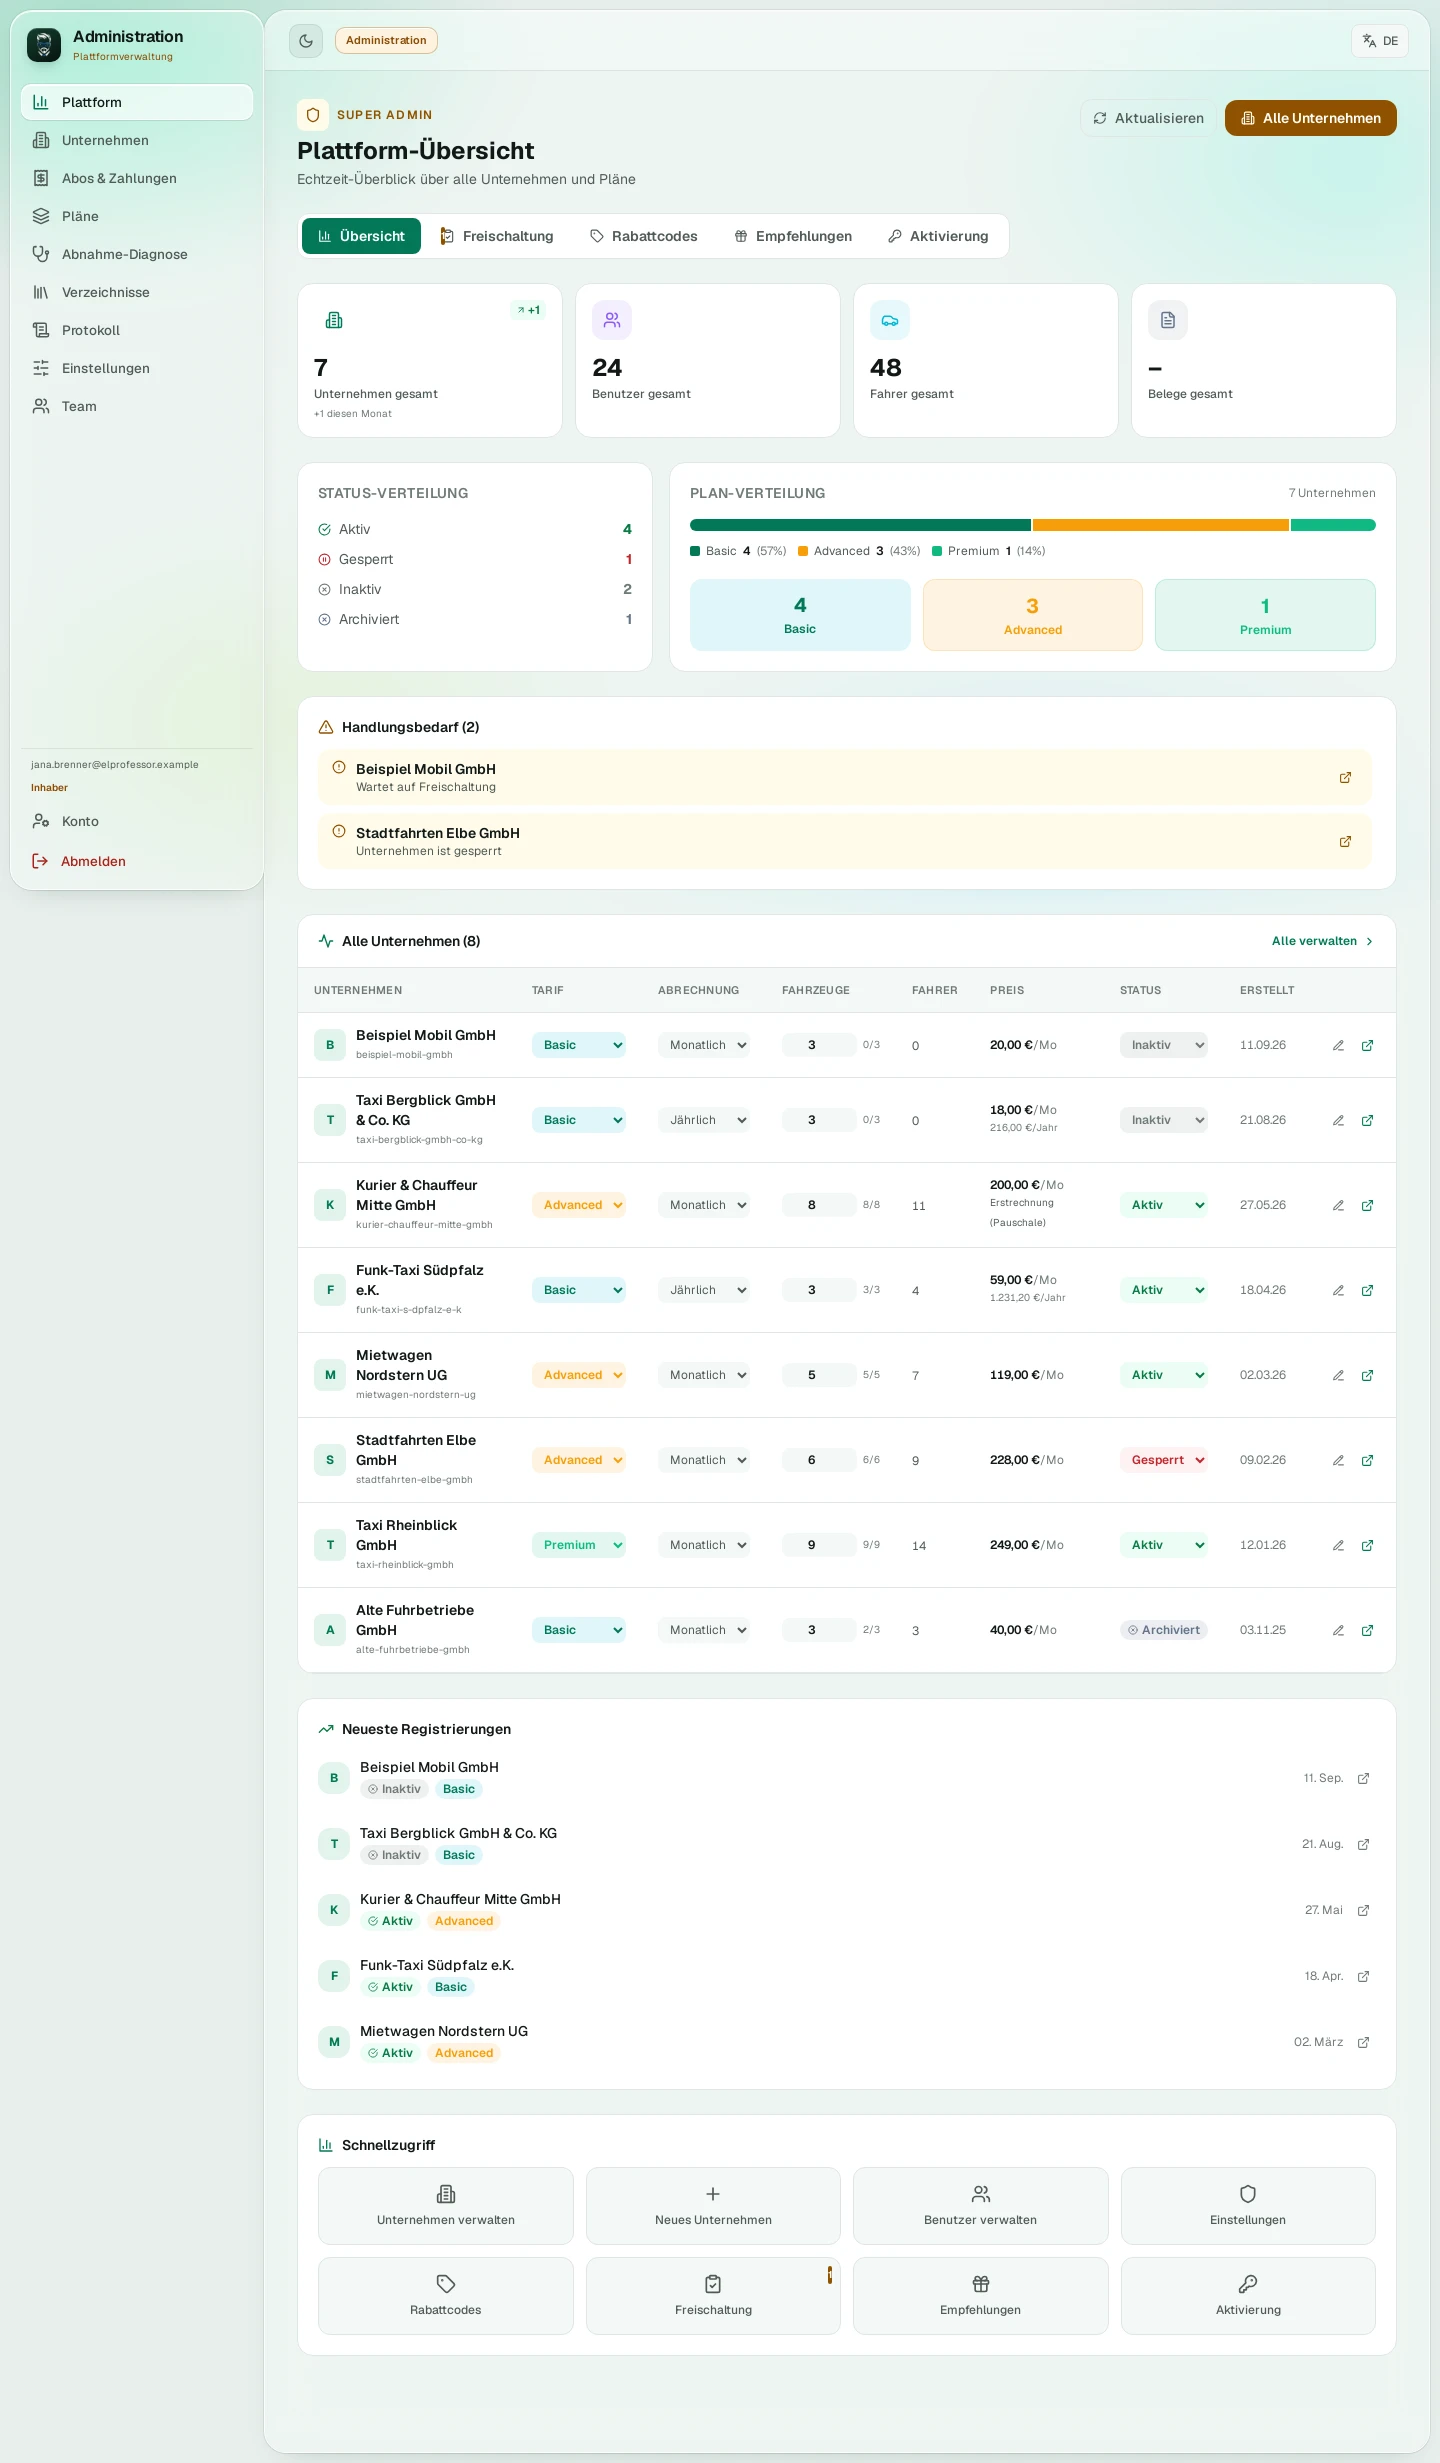 Administration
Plattformverwaltung
Plattform
Unternehmen
Abos & Zahlungen
Pläne
Abnahme-Diagnose
Verzeichnisse
Protokoll
Einstellungen
Team
jana.brenner@elprofessor.example
Inhaber
Konto
Abmelden
Administration
DE
SUPER ADMIN
Plattform-Übersicht
Echtzeit-Überblick über alle Unternehmen und Pläne
Aktualisieren
Alle Unternehmen
Übersicht
Freischaltung
Rabattcodes
Empfehlungen
Aktivierung
+1
7
Unternehmen gesamt
+1 diesen Monat
24
Benutzer gesamt
48
Fahrer gesamt
–
Belege gesamt
STATUS-VERTEILUNG
Aktiv 4
Gesperrt 1
Inaktiv 2
Archiviert 1
PLAN-VERTEILUNG 7 Unternehmen
Basic 4 (57%) Advanced 3 (43%) Premium 1 (14%)
4
Basic
3
Advanced
1
Premium
Handlungsbedarf (2)
Beispiel Mobil GmbH
Wartet auf Freischaltung
Stadtfahrten Elbe GmbH
Unternehmen ist gesperrt
Alle Unternehmen (8) Alle verwalten
UNTERNEHMEN TARIF ABRECHNUNG FAHRZEUGE FAHRER PREIS STATUS ERSTELLT
B Beispiel Mobil GmbH
beispiel-mobil-gmbh
Basic Monatlich 3 0/3 0 20,00 €/Mo Inaktiv 11.09.26
T Taxi Bergblick GmbH
& Co. KG
taxi-bergblick-gmbh-co-kg
Basic Jährlich 3 0/3 0 18,00 €/Mo
216,00 €/Jahr
Inaktiv 21.08.26
K Kurier & Chauffeur
Mitte GmbH
kurier-chauffeur-mitte-gmbh
Advanced Monatlich 8 8/8 11 200,00 €/Mo
Erstrechnung
(Pauschale)
Aktiv 27.05.26
F Funk-Taxi Südpfalz
e.K.
funk-taxi-s-dpfalz-e-k
Basic Jährlich 3 3/3 4 59,00 €/Mo
1.231,20 €/Jahr
Aktiv 18.04.26
M Mietwagen
Nordstern UG
mietwagen-nordstern-ug
Advanced Monatlich 5 5/5 7 119,00 €/Mo Aktiv 02.03.26
S Stadtfahrten Elbe
GmbH
stadtfahrten-elbe-gmbh
Advanced Monatlich 6 6/6 9 228,00 €/Mo Gesperrt 09.02.26
T Taxi Rheinblick
GmbH
taxi-rheinblick-gmbh
Premium Monatlich 9 9/9 14 249,00 €/Mo Aktiv 12.01.26
A Alte Fuhrbetriebe
GmbH
alte-fuhrbetriebe-gmbh
Basic Monatlich 3 2/3 3 40,00 €/Mo Archiviert 03.11.25
Neueste Registrierungen
B Beispiel Mobil GmbH
Inaktiv Basic
11. Sep.
T Taxi Bergblick GmbH & Co. KG
Inaktiv Basic
21. Aug.
K Kurier & Chauffeur Mitte GmbH
Aktiv Advanced
27. Mai
F Funk-Taxi Südpfalz e.K.
Aktiv Basic
18. Apr.
M Mietwagen Nordstern UG
Aktiv Advanced
02. März
Schnellzugriff
Unternehmen verwalten
Neues Unternehmen
Benutzer verwalten
Einstellungen
Rabattcodes
Freischaltung
Empfehlungen
Aktivierung